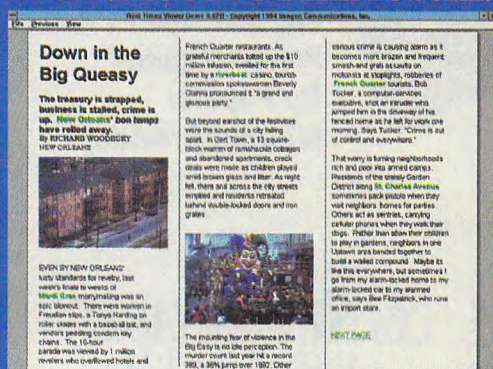 Real Times Viewer Demo - Copyright 1994 Imagen Communications, Inc.
File Previous View
Down in the
Big Queasy
The treasury is strapped,
business is stalled, crime is
up. New Orleans' bon temps
have rolled away.
By RICHARD WOODBURY
NEW ORLEANS
EVEN BY NEW ORLEANS'
lusty standards for revelry, last
week's finale to weeks of
Mardi Gras merrymaking was an
epic blowout. There were women in
Freudian slips, a Tonya Harding on
roller skates with a baseball bat, and
vendors peddling condom key
chains. The 10-hour
parade was viewed by 1 million
revelers who overflowed hotels and
French Quarter restaurants. As
grateful merchants totted up the $10
million infusion, swelled for the first
time by a riverboat casino, tourist-
commission spokeswoman Beverly
Gianna pronounced it "a grand and
glorious party."
But beyond earshot of the festivities
were the sounds of a city falling
apart. In Gert Town, a 13 square-
block warren of ramshackle cottages
and abandoned apartments, crack
deals were made as children played
amid broken glass and litter. As night
fell, there and across the city streets
emptied and residents retreated
behind double-locked doors and iron
grates.
The mounting fear of violence in the
Big Easy is no idle perception. The
murder count last year hit a record
389, a 38% jump over 1992. Other
serious crime is causing alarm as it
becomes more brazen and frequent:
smash-and-grab assaults on
motorists at stoplights, robberies of
French Quarter tourists. Bob
Tucker, a computer-services
executive, shot an intruder who
jumped him in the driveway of his
fenced home as he left for work one
morning. Says Tucker: "Crime is out
of control and everywhere."
That worry is turning neighborhoods
rich and poor into armed camps.
Residents of the stately Garden
District along St. Charles Avenue
sometimes pack pistols when they
visit neighbors' homes for parties.
Others act as sentries, carrying
cellular phones when they walk their
dogs. Rather than allow their children
to play in gardens, neighbors in one
Uptown area banded together to
build a walled compound. Maybe it's
like this everywhere, but sometimes I
go from my alarm-locked home to my
alarm-locked car to my alarmed
office, says Bee Fitzpatrick, who runs
an import store.
NEXT PAGE